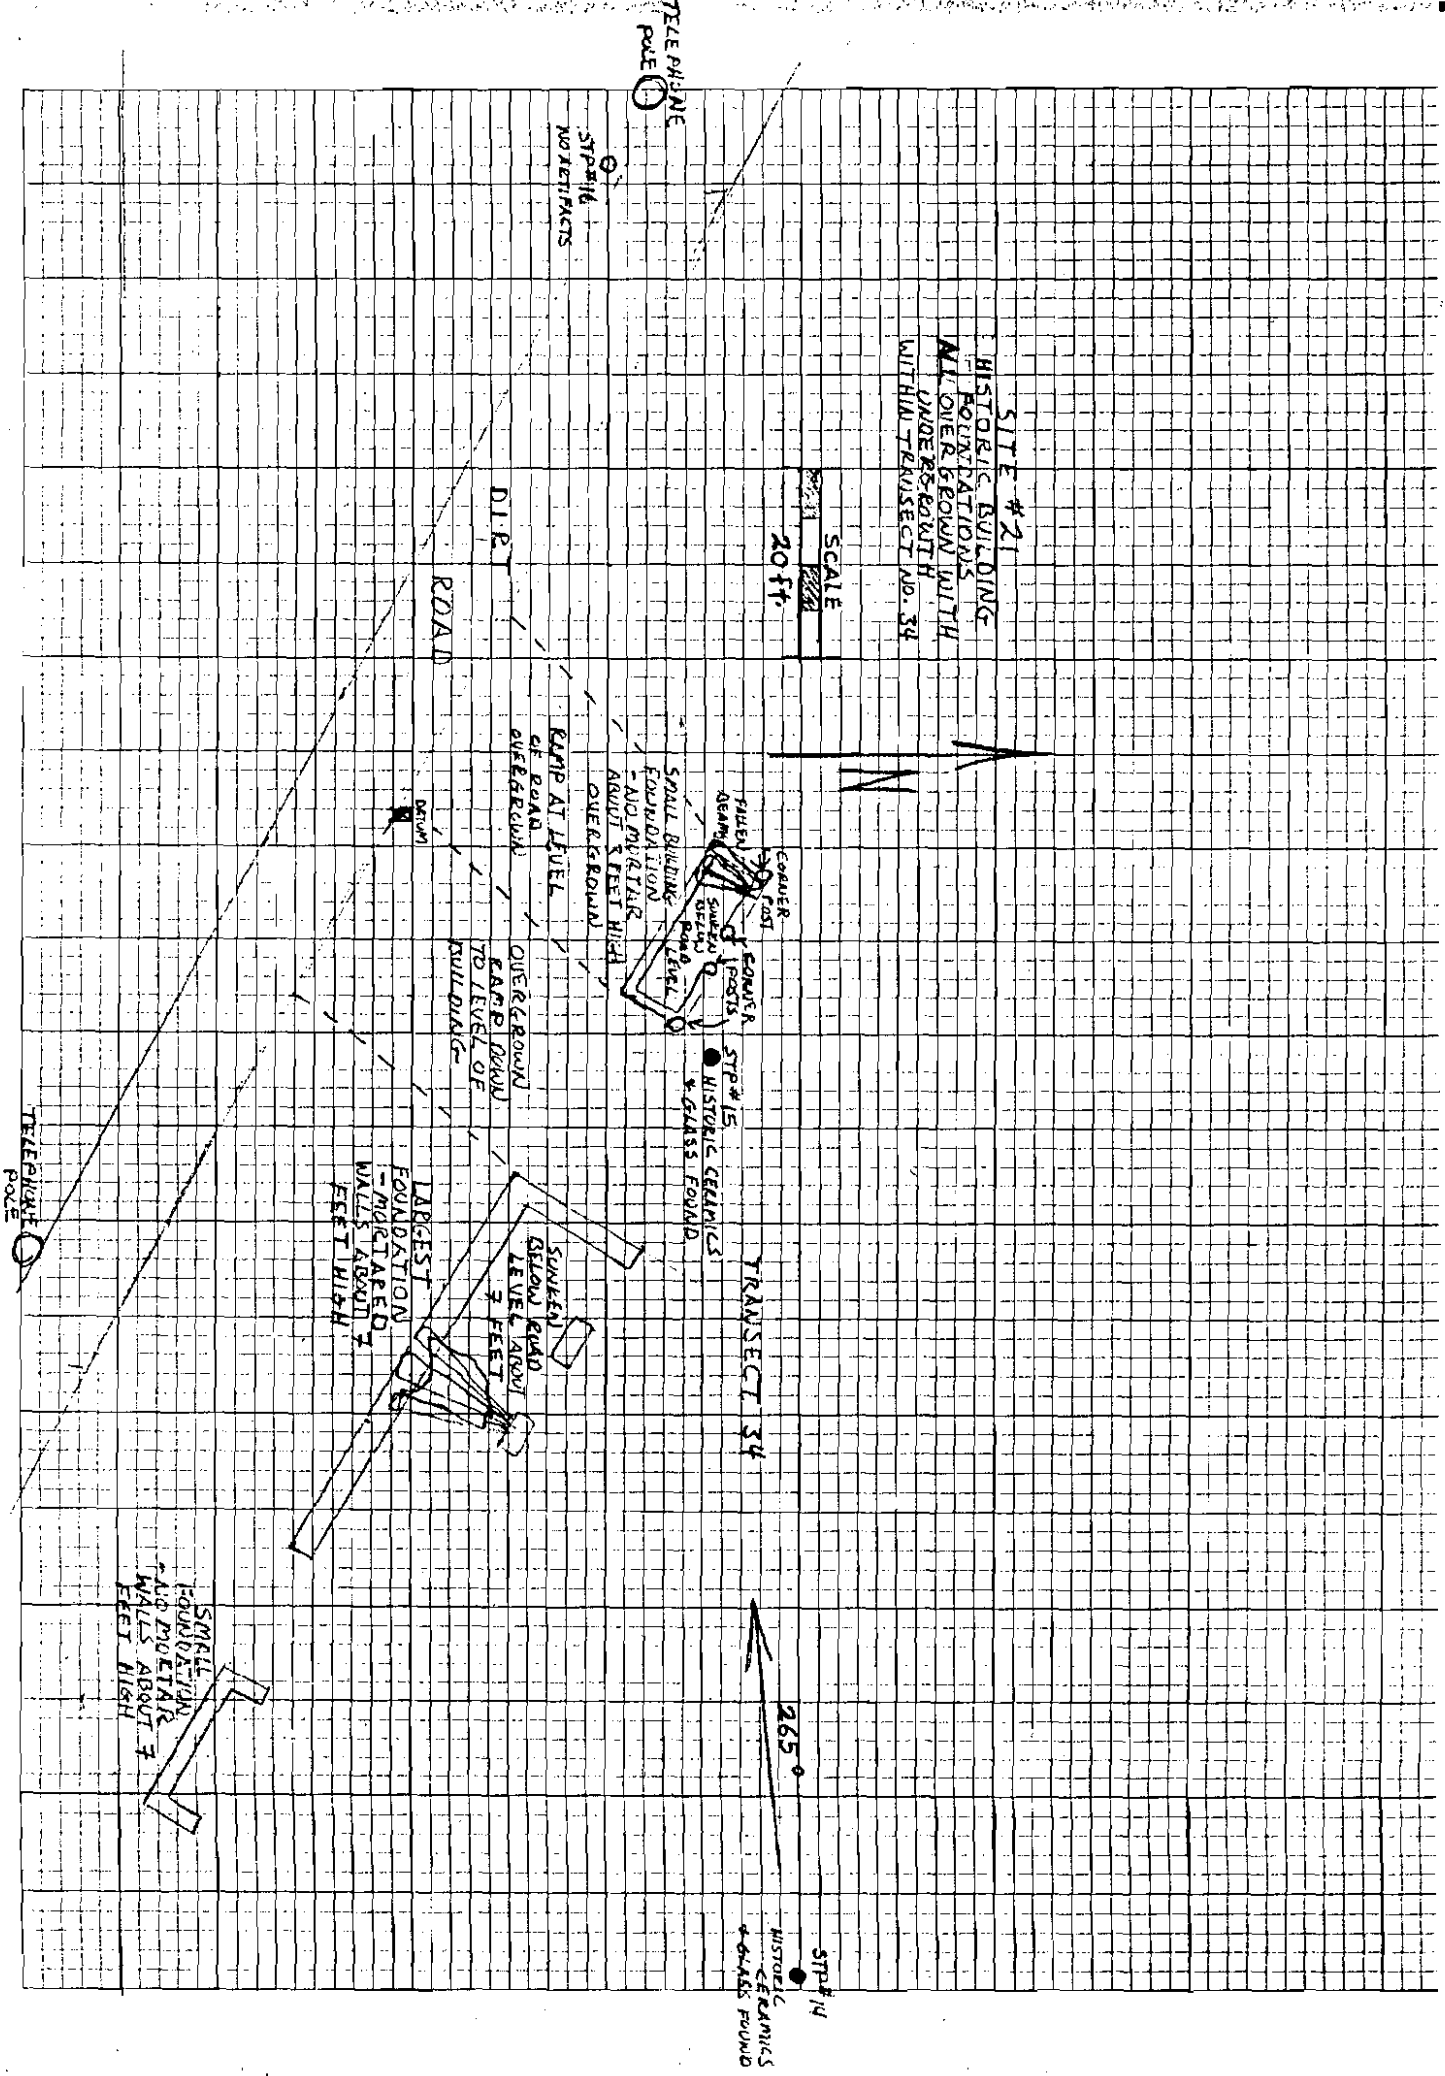 SITE #21
HISTORIC BUILDING
FOUNDATIONS
ALL OVERGROWN WITH
UNDERGROWTH
WITHIN TRANSECT NO. 34
SCALE
20 ft.
N
TELEPHONE
POLE
STP#16
NO ARTIFACTS
DIRT
ROAD
DATUM
RAMP AT LEVEL
OF ROAD
OVERGROWN
SMALL BUILDING
FOUNDATION
- NO MORTAR
ABOUT 3 FEET HIGH
OVERGROWN
FALLEN
BEAMS
CORNER
POST
SUNKEN
BELOW
ROAD
LEVEL
CORNER
POSTS
STP#15
HISTORIC CERAMICS
& GLASS FOUND
OVERGROWN
RAMP DOWN
TO LEVEL OF
BUILDING
TELEPHONE
POLE
LARGEST
FOUNDATION
- MORTARED
WALLS ABOUT 7
FEET HIGH
SUNKEN
BELOW ROAD
LEVEL ABOUT
7 FEET
TRANSECT 34
265°
SMALL
FOUNDATION
- NO MORTAR
WALLS ABOUT 7
FEET HIGH
STP#14
HISTORIC
CERAMICS
& GLASS FOUND